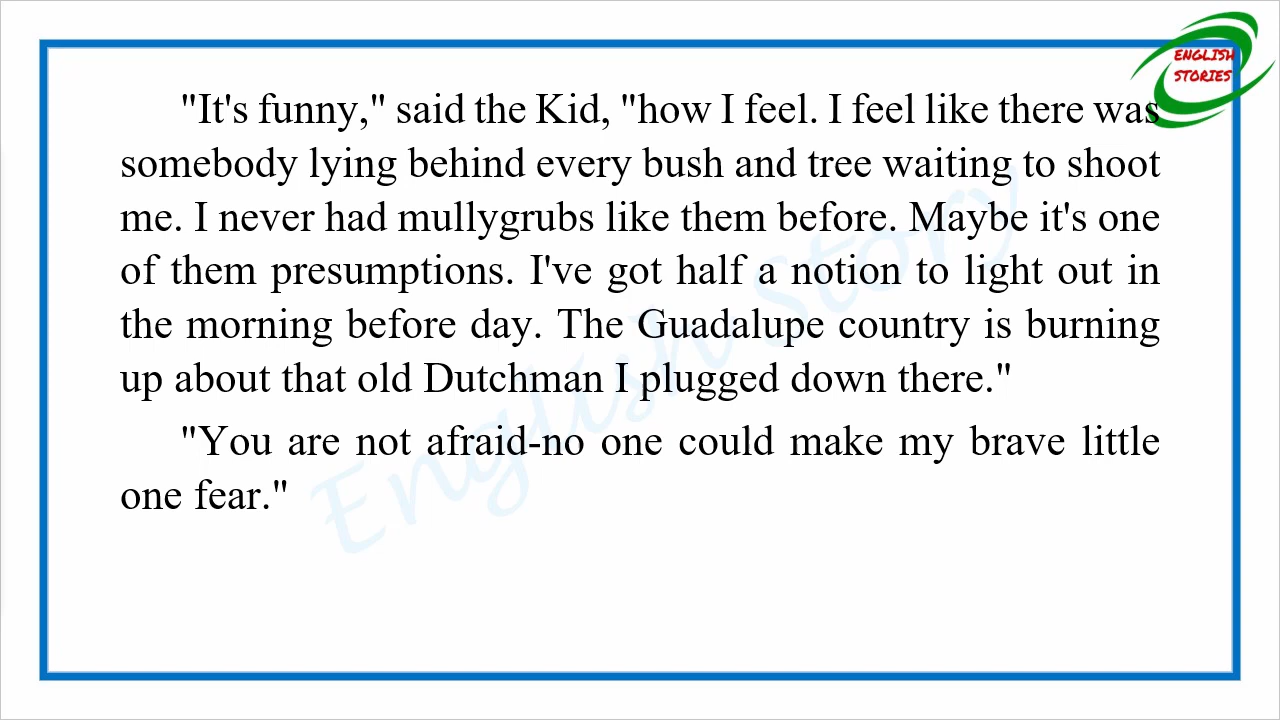 ENGLISH
STORIES
"It's funny," said the Kid, "how I feel. I feel like there was
somebody lying behind every bush and tree waiting to shoot
me. I never had mullygrubs like them before. Maybe it's one
of them presumptions. I've got half a notion to light out in
the morning before day. The Guadalupe country is burning
up about that old Dutchman I plugged down there."
"You are not afraid-no one could make my brave little
one fear."
English Story